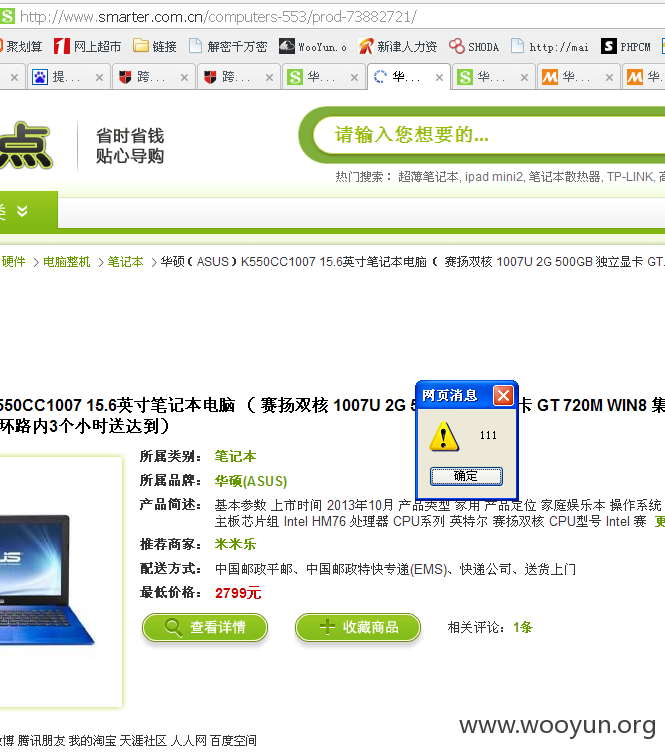 http://www.smarter.com.cn/computers-553/prod-73882721/
聚划算 网上超市 链接 解密千万密 WooYun.o 新津人力资 SHODA http://mai PHPCM
提... 跨... 跨... 华... 华... 华... 华... 华.
点
省时省钱
贴心导购
请输入您想要的...
热门搜索： 超薄笔记本, ipad mini2, 笔记本散热器, TP-LINK,
类
硬件 > 电脑整机 > 笔记本 > 华硕（ASUS）K550CC1007 15.6英寸笔记本电脑（ 赛扬双核 1007U 2G 500GB 独立显卡 GT.
网页消息
111
确定
550CC1007 15.6英寸笔记本电脑 （ 赛扬双核 1007U 2G 卡 GT 720M WIN8 集
环路内3个小时送达到）
所属类别： 笔记本
所属品牌： 华硕(ASUS)
产品简述： 基本参数 上市时间 2013年10月 产品类型 家用 产品定位 家庭娱乐本 操作系统
主板芯片组 Intel HM76 处理器 CPU系列 英特尔 赛扬双核 CPU型号 Intel 赛 更
推荐商家： 米米乐
配送方式： 中国邮政平邮、中国邮政特快专递(EMS)、快递公司、送货上门
最低价格： 2799元
查看详情 收藏商品 相关评论： 1条
微博 腾讯朋友 我的淘宝 天涯社区 人人网 百度空间
www.wooyun.org